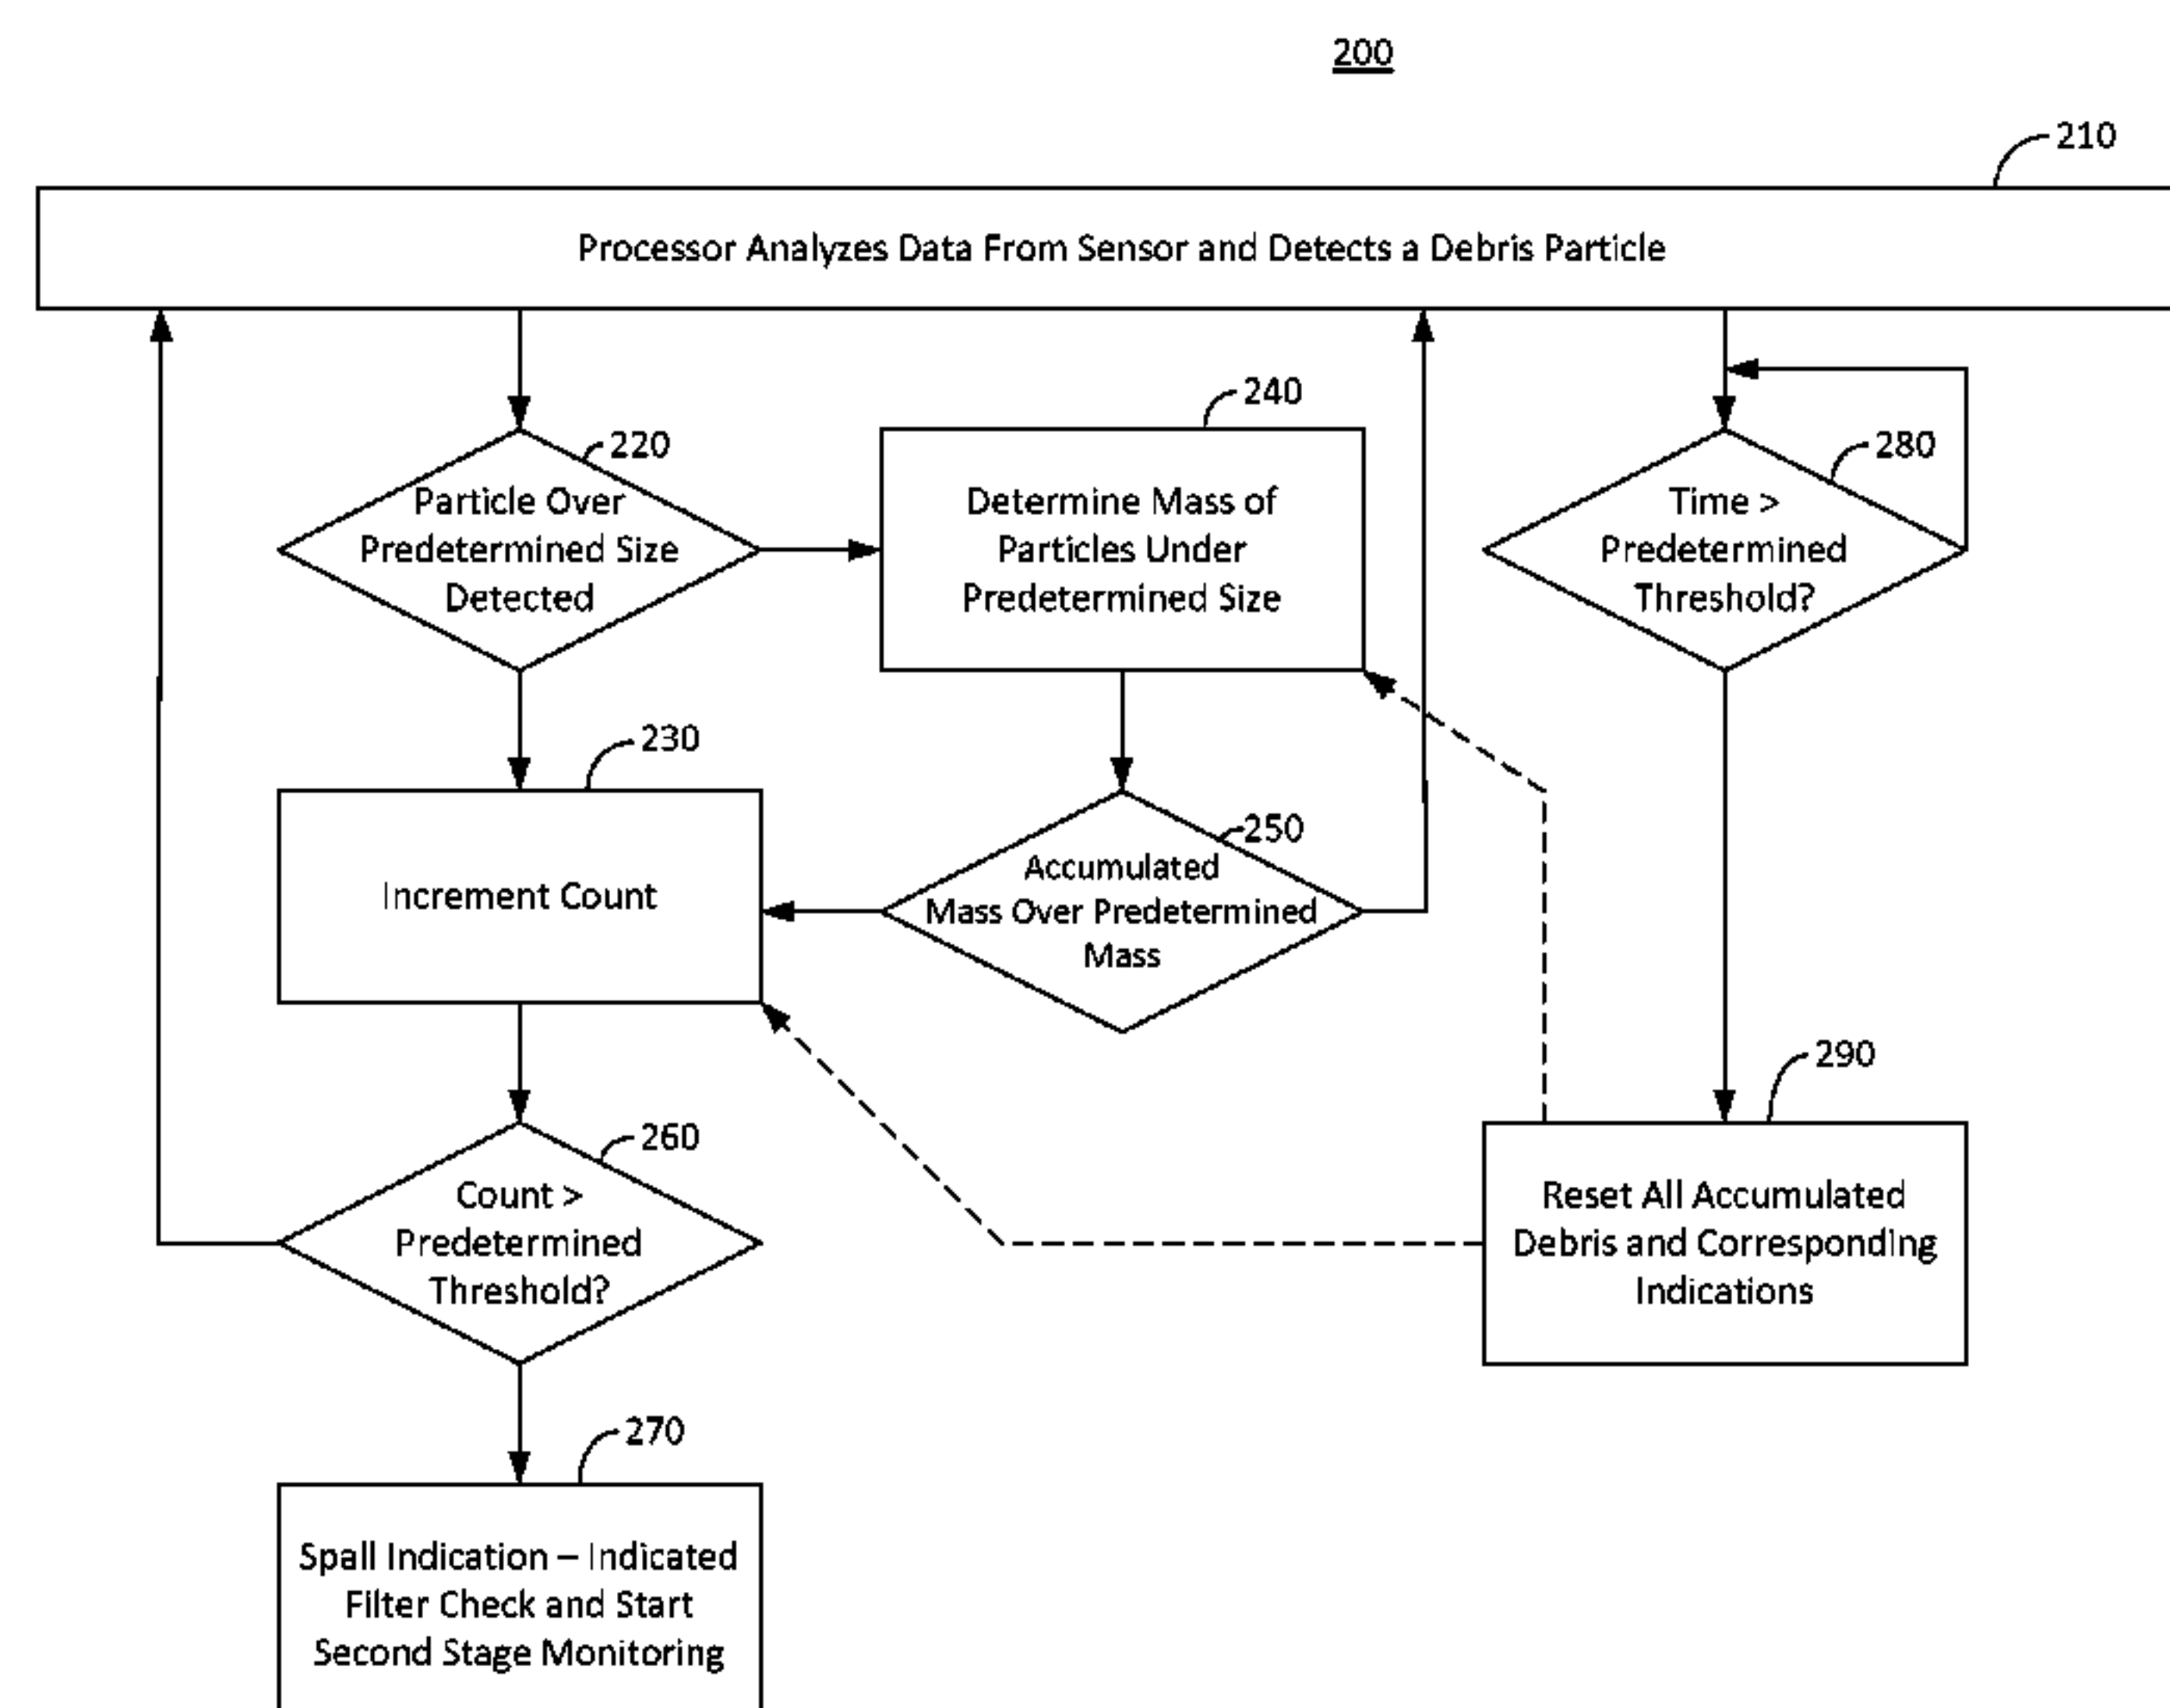 200
210
Processor Analyzes Data From Sensor and Detects a Debris Particle
220
Particle Over
Predetermined Size
Detected
240
Determine Mass of
Particles Under
Predetermined Size
280
Time >
Predetermined
Threshold?
230
Increment Count
250
Accumulated
Mass Over Predetermined
Mass
260
Count >
Predetermined
Threshold?
290
Reset All Accumulated
Debris and Corresponding
Indications
270
Spall Indication – Indicated
Filter Check and Start
Second Stage Monitoring